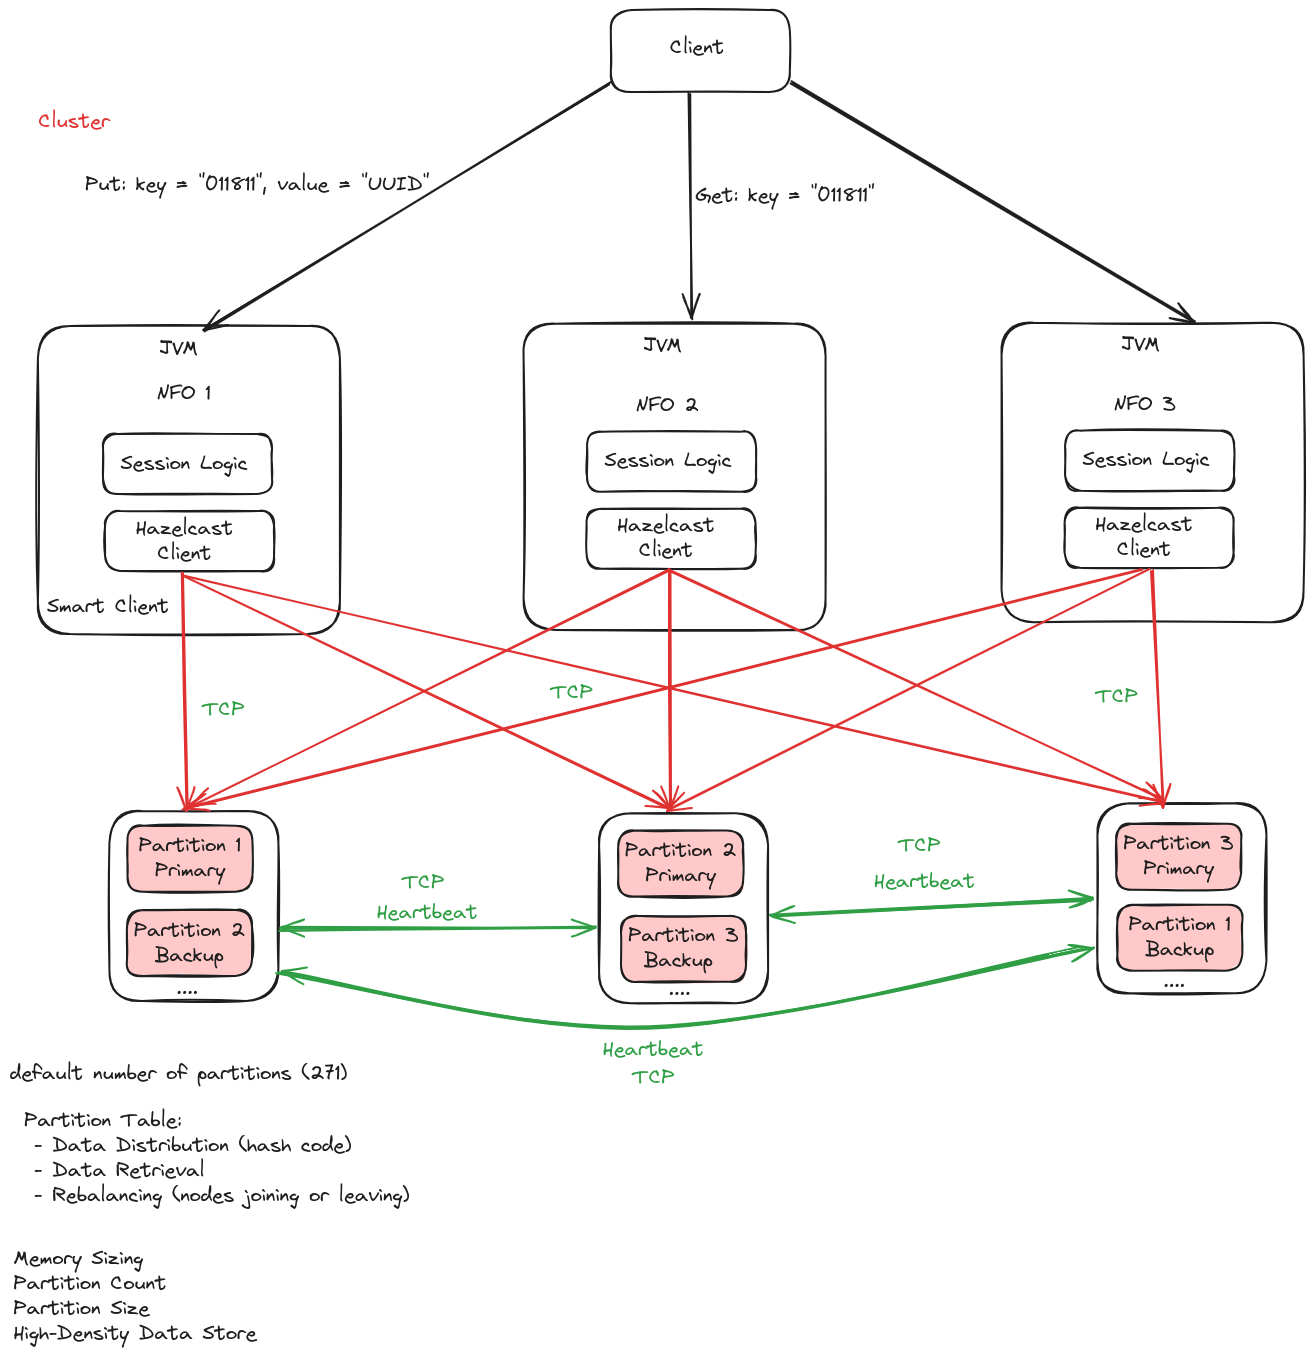 Client
Cluster
Put: key = "011811", value = "UUID"
Get: key = "011811"
JVM
NFO 1
Session Logic
Hazelcast
Client
Smart Client
JVM
NFO 2
Session Logic
Hazelcast
Client
JVM
NFO 3
Session Logic
Hazelcast
Client
TCP
TCP
TCP
Partition 1
Primary
Partition 2
Backup
....
TCP
Heartbeat
Partition 2
Primary
Partition 3
Backup
....
TCP
Heartbeat
Partition 3
Primary
Partition 1
Backup
....
Heartbeat
TCP
default number of partitions (271)
Partition Table:
- Data Distribution (hash code)
- Data Retrieval
- Rebalancing (nodes joining or leaving)
Memory Sizing
Partition Count
Partition Size
High-Density Data Store